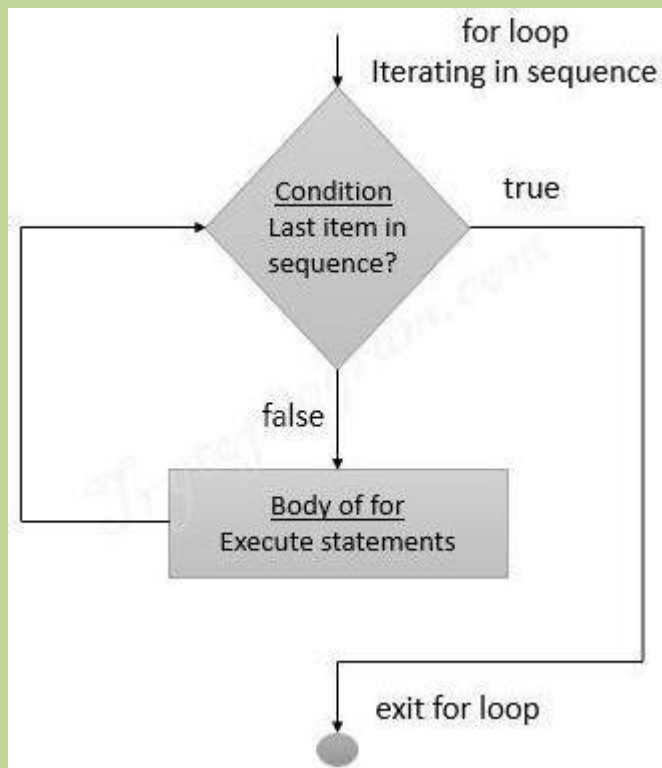 for loop
Iterating in sequence
Condition
Last item in
sequence?
true
false
Body of for
Execute statements
exit for loop